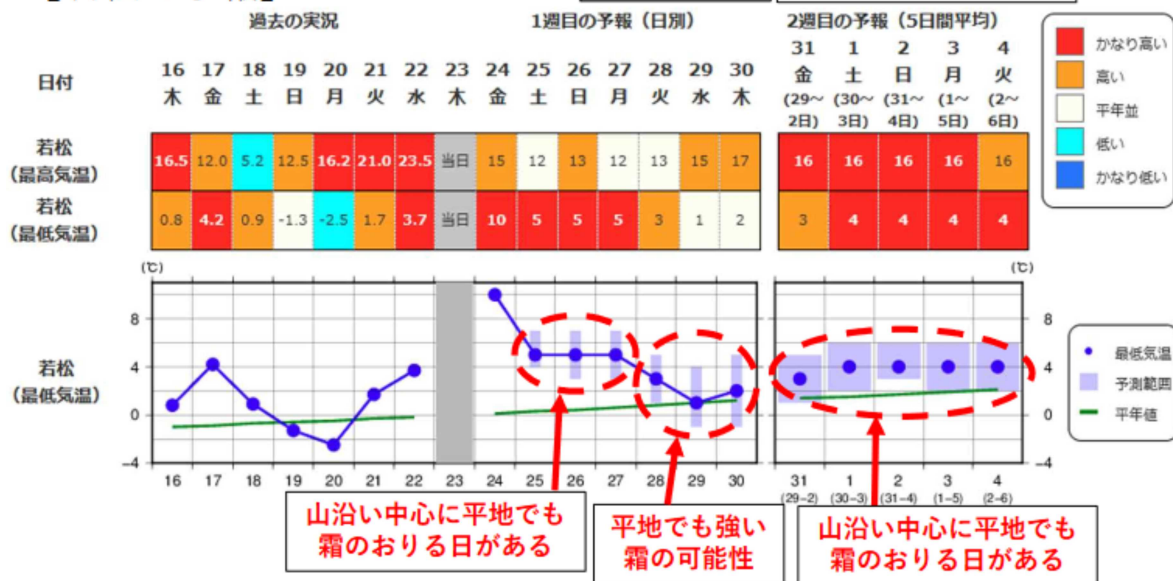 過去の実況
1週目の予報（日別）
2週目の予報（5日間平均）
日付
16 17 18 19 20 21 22 23 24 25 26 27 28 29 30
木 金 土 日 月 火 水 木 金 土 日 月 火 水 木
31 1 2 3 4
金 土 日 月 火
(29～ (30～ (31～ (1～ (2～
2日) 3日) 4日) 5日) 6日)
若松
（最高気温）
16.5 12.0 5.2 12.5 16.2 21.0 23.5 当日 15 12 13 12 13 15 17
16 16 16 16 16
若松
（最低気温）
0.8 4.2 0.9 -1.3 -2.5 1.7 3.7 当日 10 5 5 5 3 1 2
3 4 4 4 4
かなり高い
高い
平年並
低い
かなり低い
(℃)
(℃)
若松
（最低気温）
8
4
0
-4
8
4
0
-4
16 17 18 19 20 21 22 23 24 25 26 27 28 29 30
31 1 2 3 4
(29-2) (30-3) (31-4) (1-5) (2-6)
最低気温
予測範囲
平年値
山沿い中心に平地でも
霜のおりる日がある
平地でも強い
霜の可能性
山沿い中心に平地でも
霜のおりる日がある